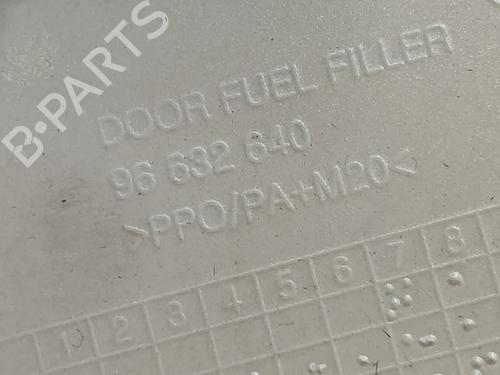 B-PARTS
DOOR FUEL FILLER
96 632 640
>PPO/PA+M20<
1 2 3 4 5 6 7 8